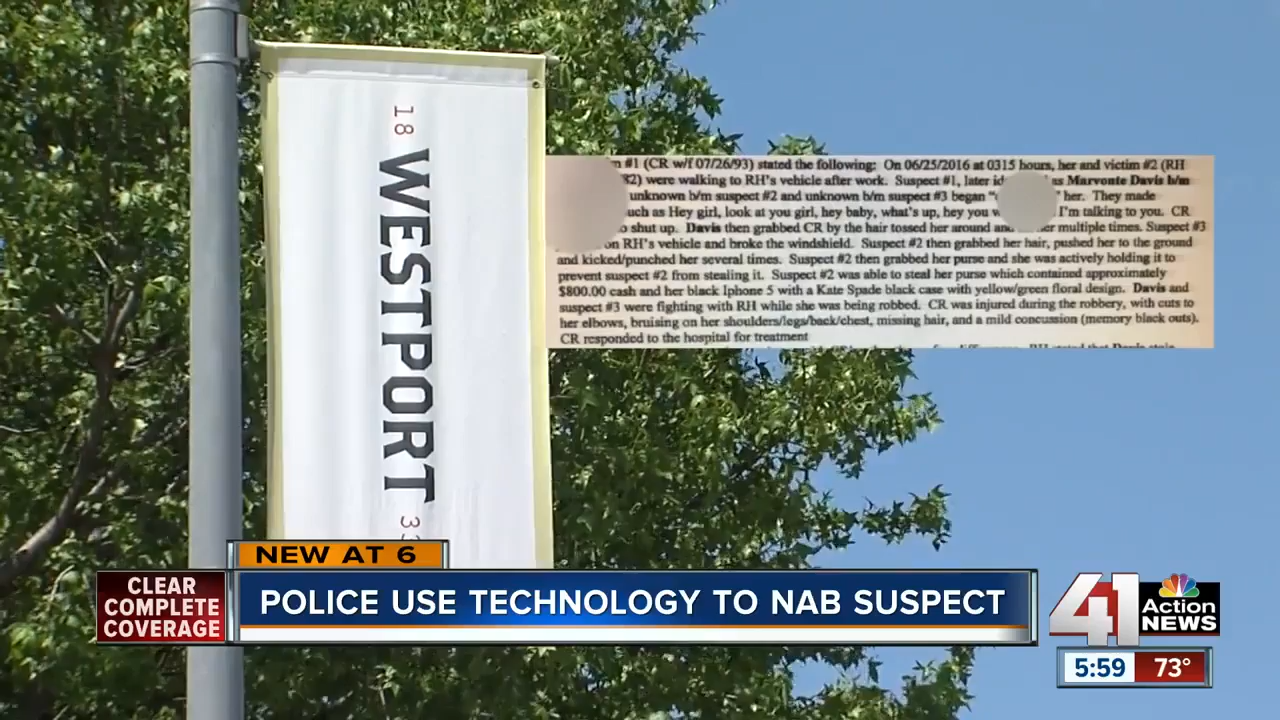 18 WESTPORT 33
#1 (CR w/f 07/26/93) stated the following: On 06/25/2016 at 0315 hours, her and victim #2 (RH
82) were walking to RH's vehicle after work. Suspect #1, later as Marvonte Davis b/m
unknown b/m suspect #2 and unknown b/m suspect #3 began " " her. They made
such as Hey girl, look at you girl, hey baby, what's up, hey you I'm talking to you. CR
shut up. Davis then grabbed CR by the hair tossed her around and her multiple times. Suspect #3
on RH's vehicle and broke the windshield. Suspect #2 then grabbed her hair, pushed her to the ground
and kicked/punched her several times. Suspect #2 then grabbed her purse and she was actively holding it to
prevent suspect #2 from stealing it. Suspect #2 was able to steal her purse which contained approximately
$800.00 cash and her black Iphone 5 with a Kate Spade black case with yellow/green floral design. Davis and
suspect #3 were fighting with RH while she was being robbed. CR was injured during the robbery, with cuts to
her elbows, bruising on her shoulders/legs/back/chest, missing hair, and a mild concussion (memory black outs).
CR responded to the hospital for treatment
NEW AT 6
CLEAR
COMPLETE
COVERAGE
POLICE USE TECHNOLOGY TO NAB SUSPECT
41 Action
NEWS
5:59 73°